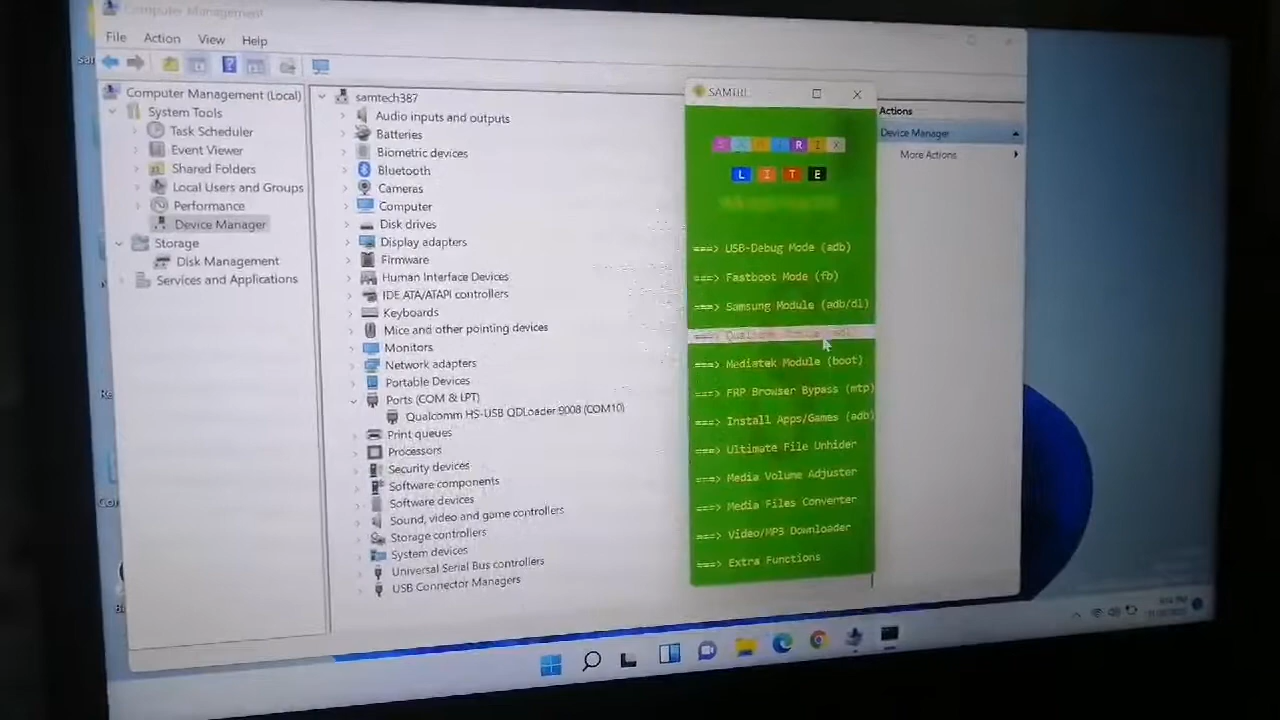 Computer Management
File Action View Help
Computer Management (Local)
System Tools
Task Scheduler
Event Viewer
Shared Folders
Local Users and Groups
Performance
Device Manager
Storage
Disk Management
Services and Applications
samtech387
Audio inputs and outputs
Batteries
Biometric devices
Bluetooth
Cameras
Computer
Disk drives
Display adapters
Firmware
Human Interface Devices
IDE ATA/ATAPI controllers
Keyboards
Mice and other pointing devices
Monitors
Network adapters
Portable Devices
Ports (COM & LPT)
Qualcomm HS-USB QDLoader 9008 (COM10)
Print queues
Processors
Security devices
Software components
Software devices
Sound, video and game controllers
Storage controllers
System devices
Universal Serial Bus controllers
USB Connector Managers
L I T E
===> USB-Debug Mode (adb)
===> Fastboot Mode (fb)
===> Samsung Module (adb/dl)
===> Mediatek Module (boot)
===> FRP Browser Bypass (mtp)
===> Install Apps/Games (adb)
===> Ultimate File Unhider
===> Media Volume Adjuster
===> Media Files Converter
===> Video/MP3 Downloader
===> Extra Functions
Actions
Device Manager
More Actions